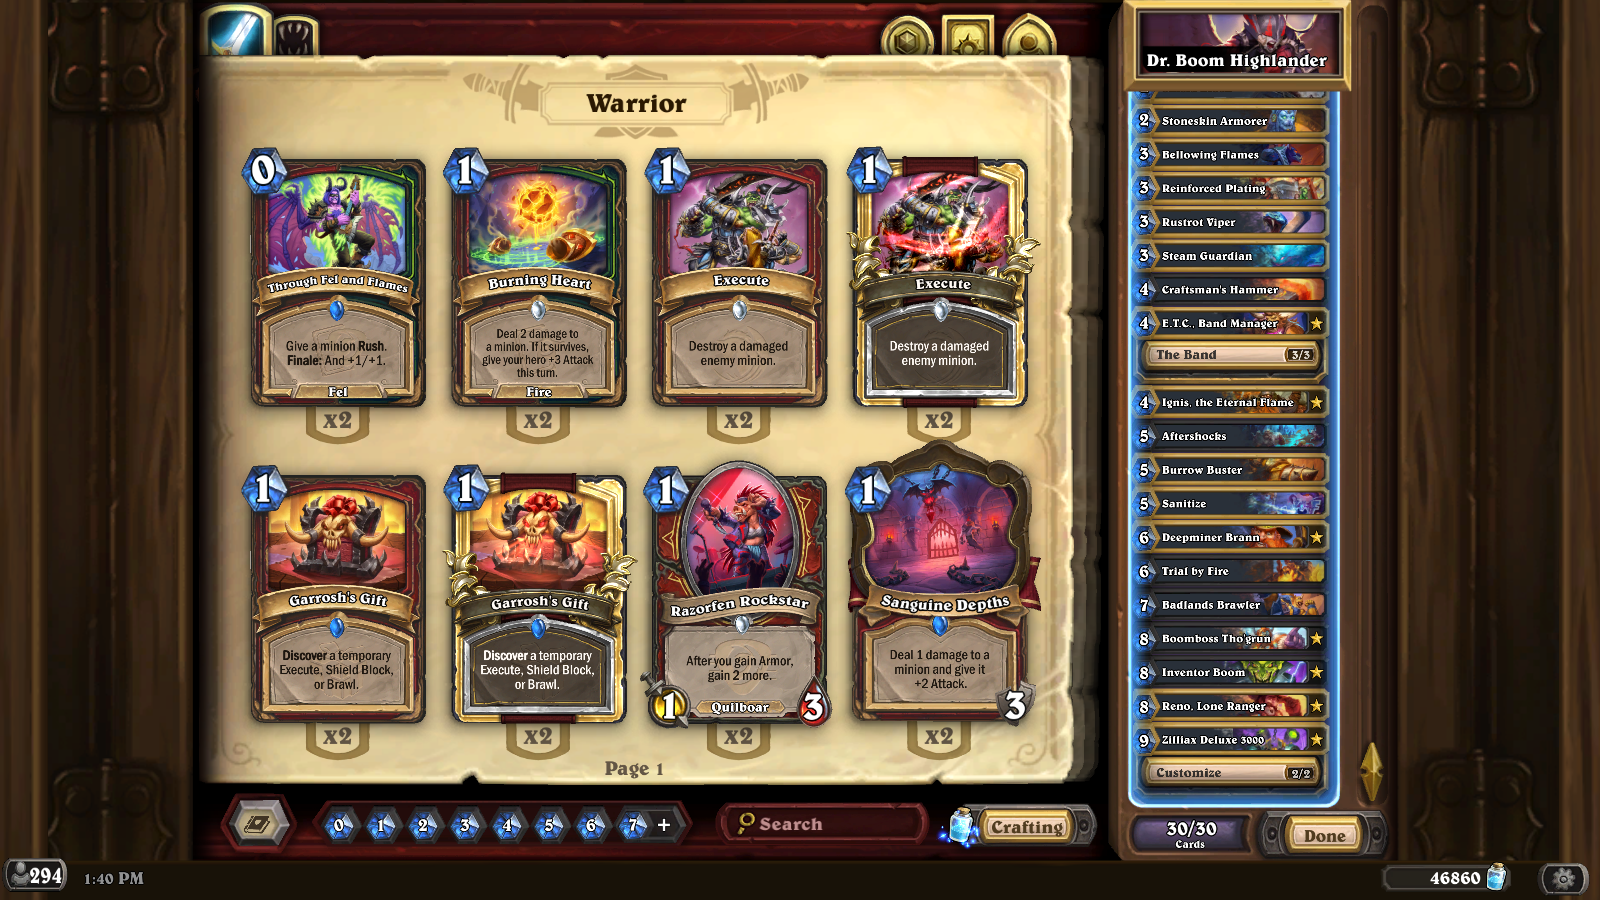 Dr. Boom Highlander
Warrior
0
Through Fel and Flames
Give a minion Rush.
Finale: And +1/+1.
Fel
x2
1
Burning Heart
Deal 2 damage to
a minion. If it survives,
give your hero +3 Attack
this turn.
Fire
x2
1
Execute
Destroy a damaged
enemy minion.
x2
1
Execute
Destroy a damaged
enemy minion.
x2
1
Garrosh's Gift
Discover a temporary
Execute, Shield Block,
or Brawl.
x2
1
Garrosh's Gift
Discover a temporary
Execute, Shield Block,
or Brawl.
x2
1
Razorfen Rockstar
After you gain Armor,
gain 2 more.
1
Quilboar
3
x2
1
Sanguine Depths
Deal 1 damage to a
minion and give it
+2 Attack.
3
x2
Page 1
0 1 2 3 4 5 6 7 +
Search
Crafting
2 Stoneskin Armorer
3 Bellowing Flames
3 Reinforced Plating
3 Rustrot Viper
3 Steam Guardian
4 Craftsman's Hammer
4 E.T.C., Band Manager
The Band 3/3
4 Ignis, the Eternal Flame
5 Aftershocks
5 Burrow Buster
5 Sanitize
6 Deepminer Brann
6 Trial by Fire
7 Badlands Brawler
8 Boomboss Tho'grun
8 Inventor Boom
8 Reno, Lone Ranger
9 Zilliax Deluxe 3000
Customize 2/2
30/30
Cards
Done
294
1:40 PM
46860